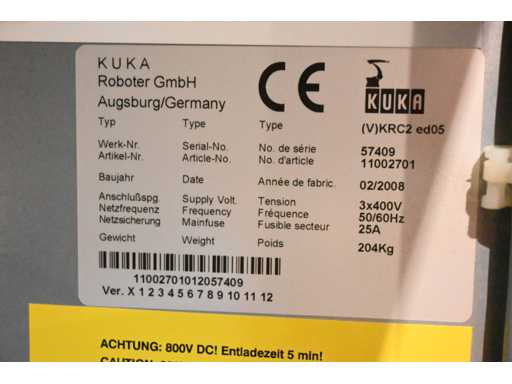 KUKA
Roboter GmbH
Augsburg/Germany
CE
KUKA
Typ Type Type (V)KRC2 ed05
Werk-Nr. Serial-No. No. de série 57409
Artikel-Nr. Article-No. No. d'article 11002701
Baujahr Date Année de fabric. 02/2008
Anschlußspg. Supply Volt. Tension 3x400V
Netzfrequenz Frequency Fréquence 50/60Hz
Netzsicherung Mainfuse Fusible secteur 25A
Gewicht Weight Poids 204Kg
11002701012057409
Ver. X 1 2 3 4 5 6 7 8 9 10 11 12
ACHTUNG: 800V DC! Entladezeit 5 min!